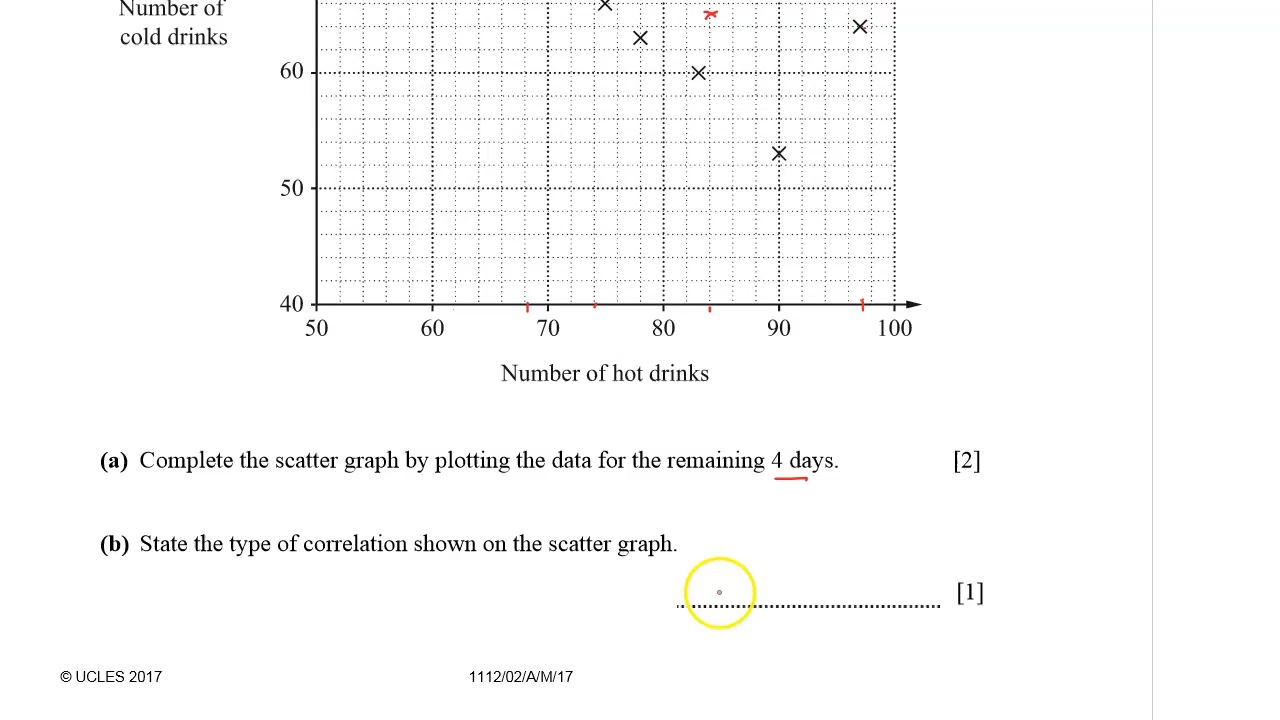 Number of
cold drinks
60
50
40
50 60 70 80 90 100
Number of hot drinks
(a) Complete the scatter graph by plotting the data for the remaining 4 days. [2]
(b) State the type of correlation shown on the scatter graph.
[1]
© UCLES 2017 1112/02/A/M/17